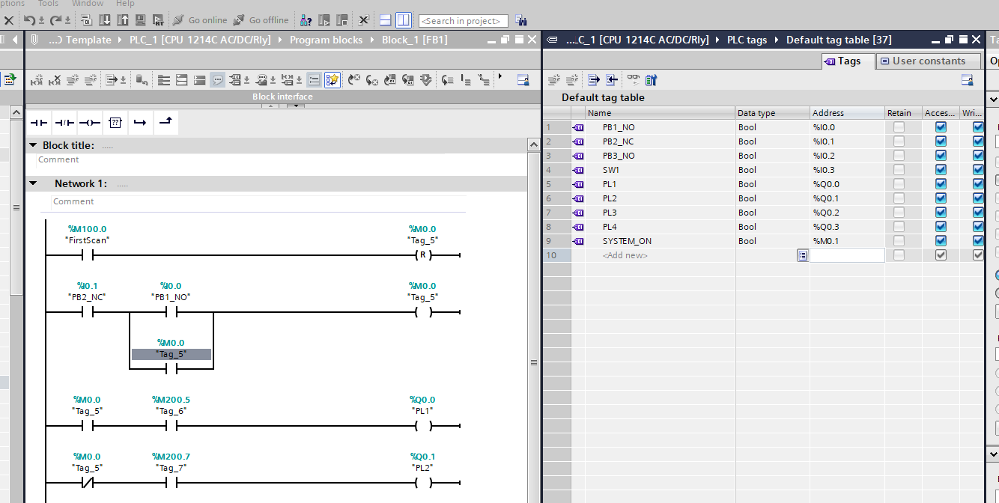 ptions Tools Window Help
Go online Go offline <Search in project>
...O Template PLC_1 [CPU 1214C AC/DC/Rly] Program blocks Block_1 [FB1]
Block interface
??
Block title: .....
Comment
Network 1: .....
Comment
%M100.0 %M0.0
"FirstScan" "Tag_5"
R
%I0.1 %I0.0 %M0.0
"PB2_NC" "PB1_NO" "Tag_5"
%M0.0
"Tag_5"
%M0.0 %M200.5 %Q0.0
"Tag_5" "Tag_6" "PL1"
%M0.0 %M200.7 %Q0.1
"Tag_5" "Tag_7" "PL2"
...LC_1 [CPU 1214C AC/DC/Rly] PLC tags Default tag table [37]
Tags User constants
Default tag table
Name Data type Address Retain Acces... Wri...
1 PB1_NO Bool %I0.0
2 PB2_NC Bool %I0.1
3 PB3_NO Bool %I0.2
4 SW1 Bool %I0.3
5 PL1 Bool %Q0.0
6 PL2 Bool %Q0.1
7 PL3 Bool %Q0.2
8 PL4 Bool %Q0.3
9 SYSTEM_ON Bool %M0.1
10 <Add new>
Ta
Op